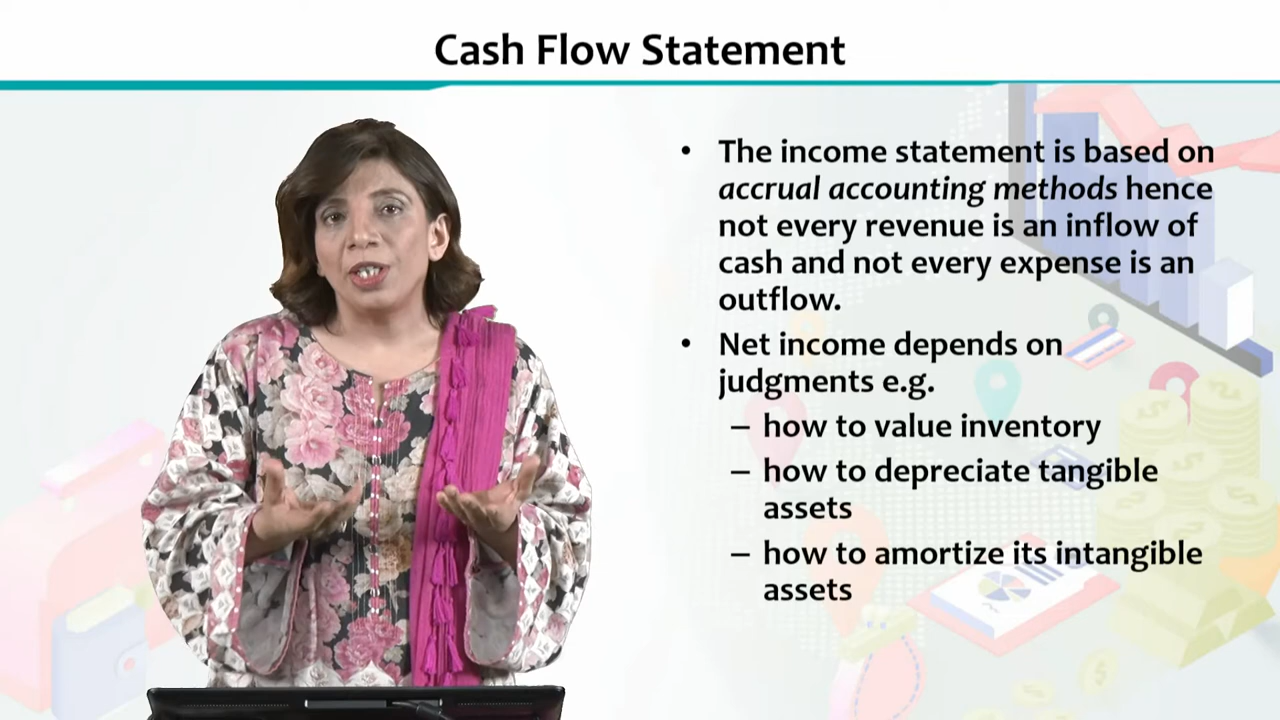 Cash Flow Statement
• The income statement is based on
accrual accounting methods hence
not every revenue is an inflow of
cash and not every expense is an
outflow.
• Net income depends on
judgments e.g.
– how to value inventory
– how to depreciate tangible
assets
– how to amortize its intangible
assets